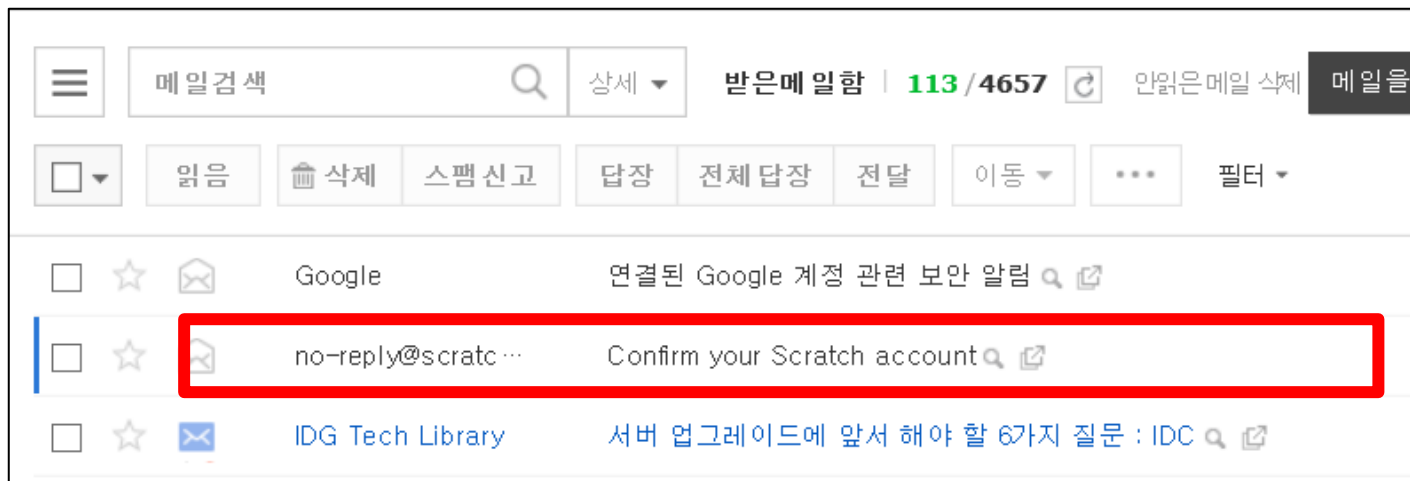 메일검색 상세 받은메일함 113/4657 안읽은메일 삭제 메일을
읽음 삭제 스팸신고 답장 전체답장 전달 이동 ••• 필터
Google 연결된 Google 계정 관련 보안 알림
no-reply@scratc… Confirm your Scratch account
IDG Tech Library 서버 업그레이드에 앞서 해야 할 6가지 질문 : IDC